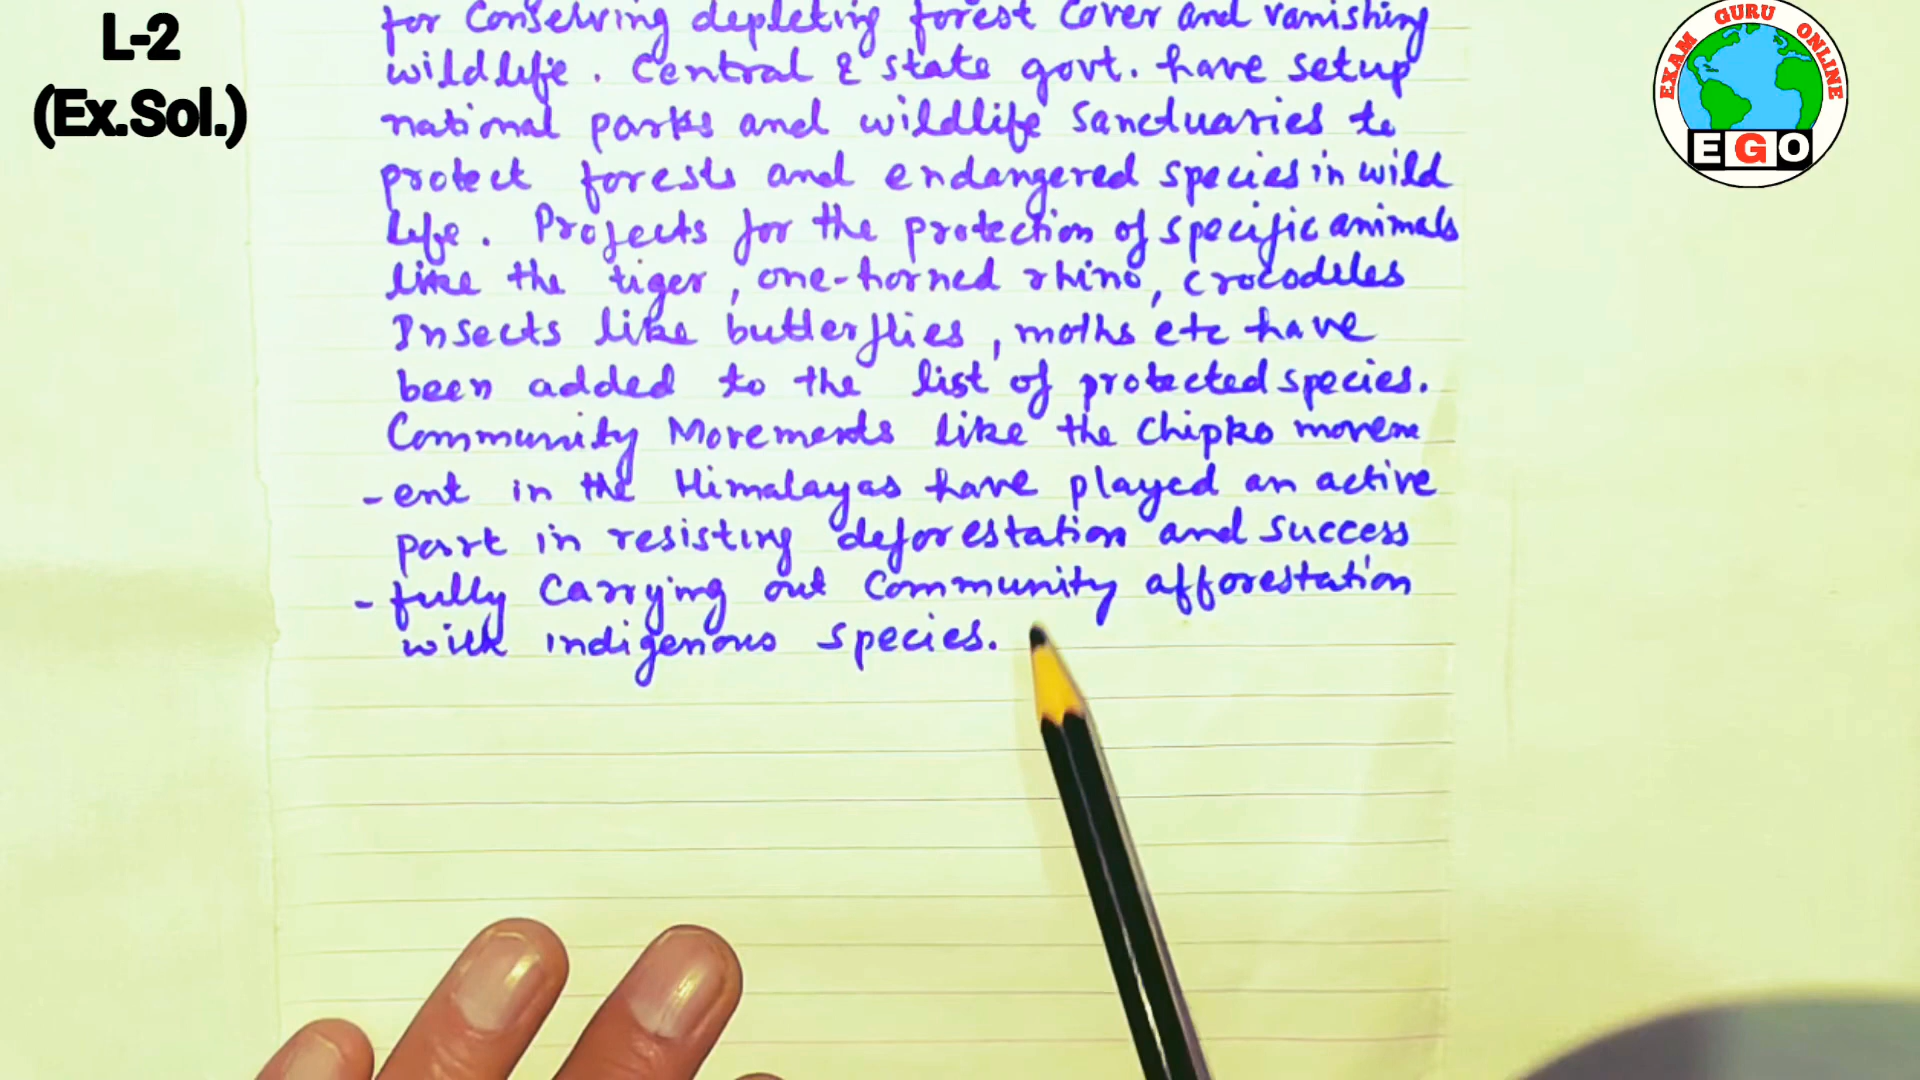 L-2
(Ex.Sol.)
EXAM GURU ONLINE
EGO
for Conserving depleting forest cover and vanishing
wildlife. Central & state govt. have setup
national parks and wildlife Sanctuaries to
protect forests and endangered species in wild
life. Projects for the protection of specific animals
like the tiger, one-horned rhino, crocodiles
Insects like butterflies, moths etc have
been added to the list of protected species.
Community Movements like the Chipko movem
-ent in the Himalayas have played an active
part in resisting deforestation and success
-fully Carrying out Community afforestation
with indigenous species.